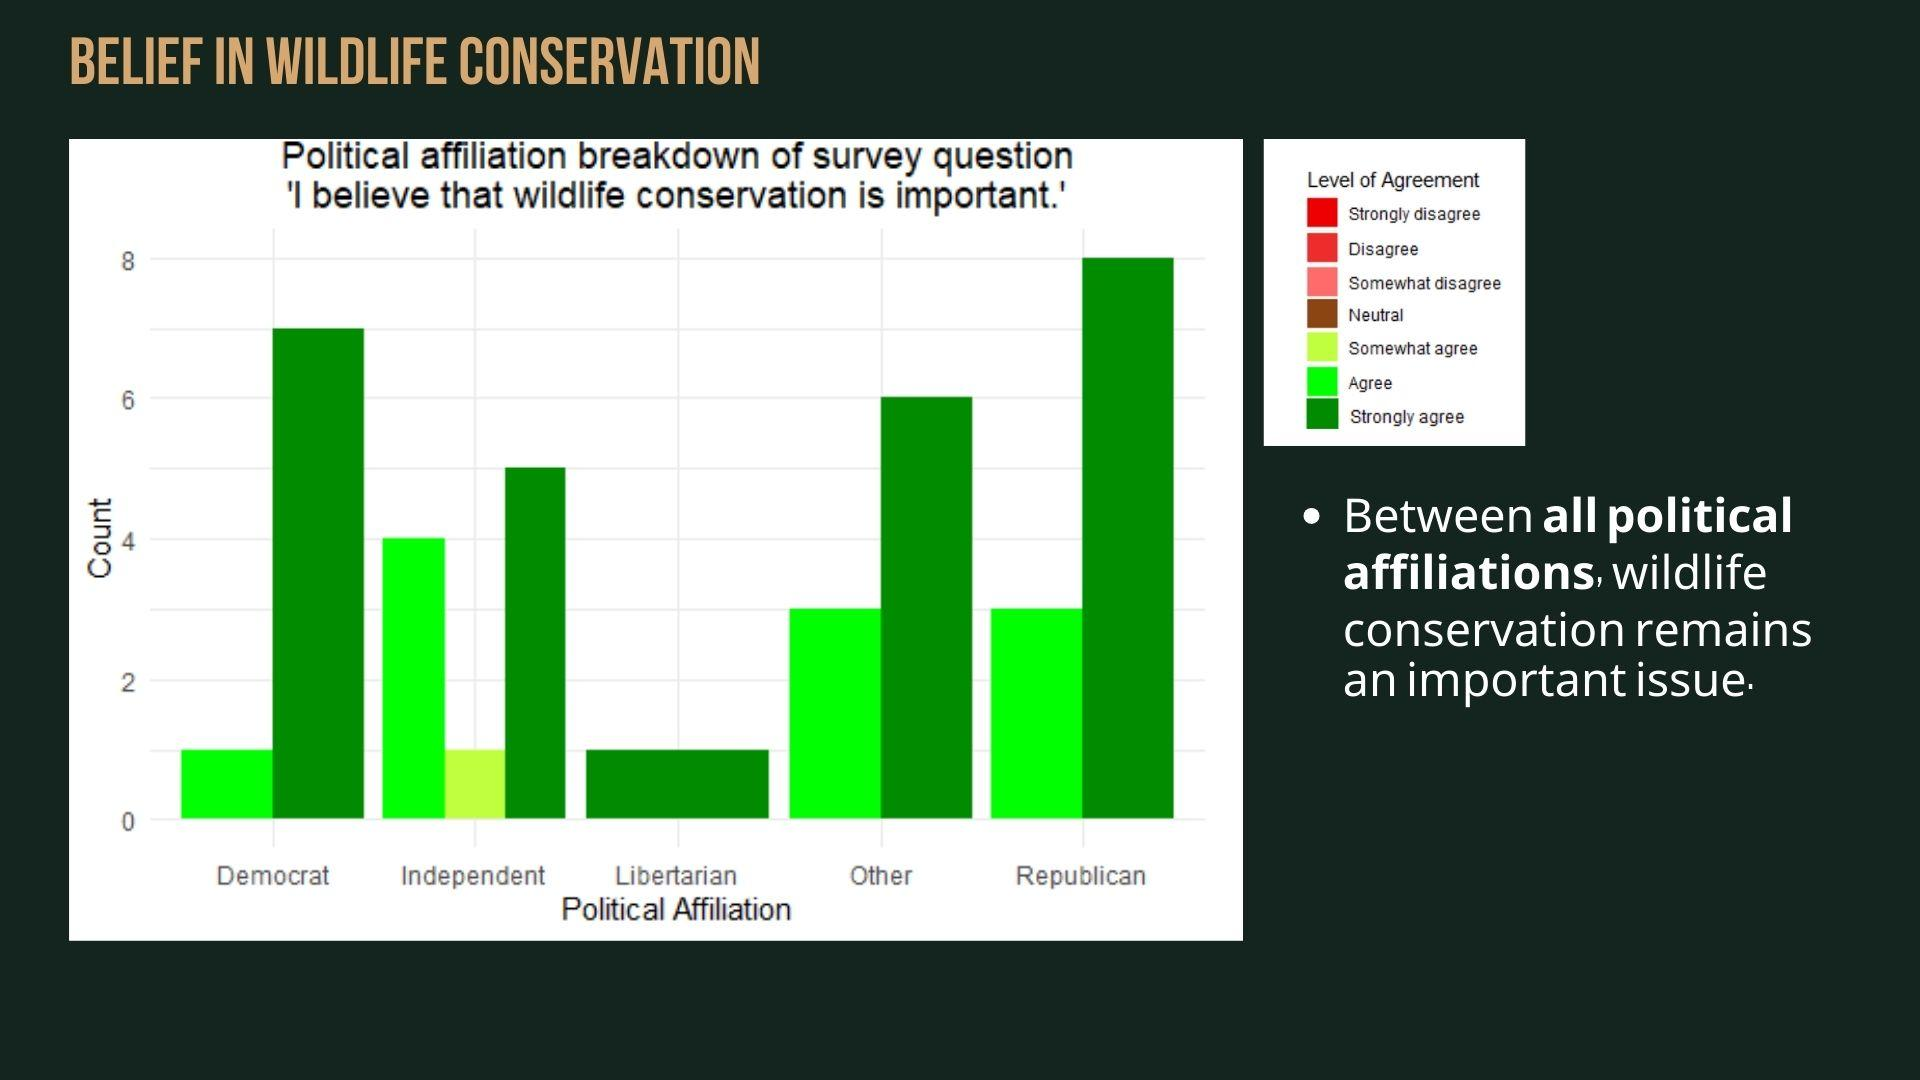 BELIEF IN WILDLIFE CONSERVATION
Political affiliation breakdown of survey question
'I believe that wildlife conservation is important.'
8
6
4
2
0
Count
Democrat
Independent
Libertarian
Other
Republican
Political Affiliation
Level of Agreement
Strongly disagree
Disagree
Somewhat disagree
Neutral
Somewhat agree
Agree
Strongly agree
• Between all political
affiliations, wildlife
conservation remains
an important issue.